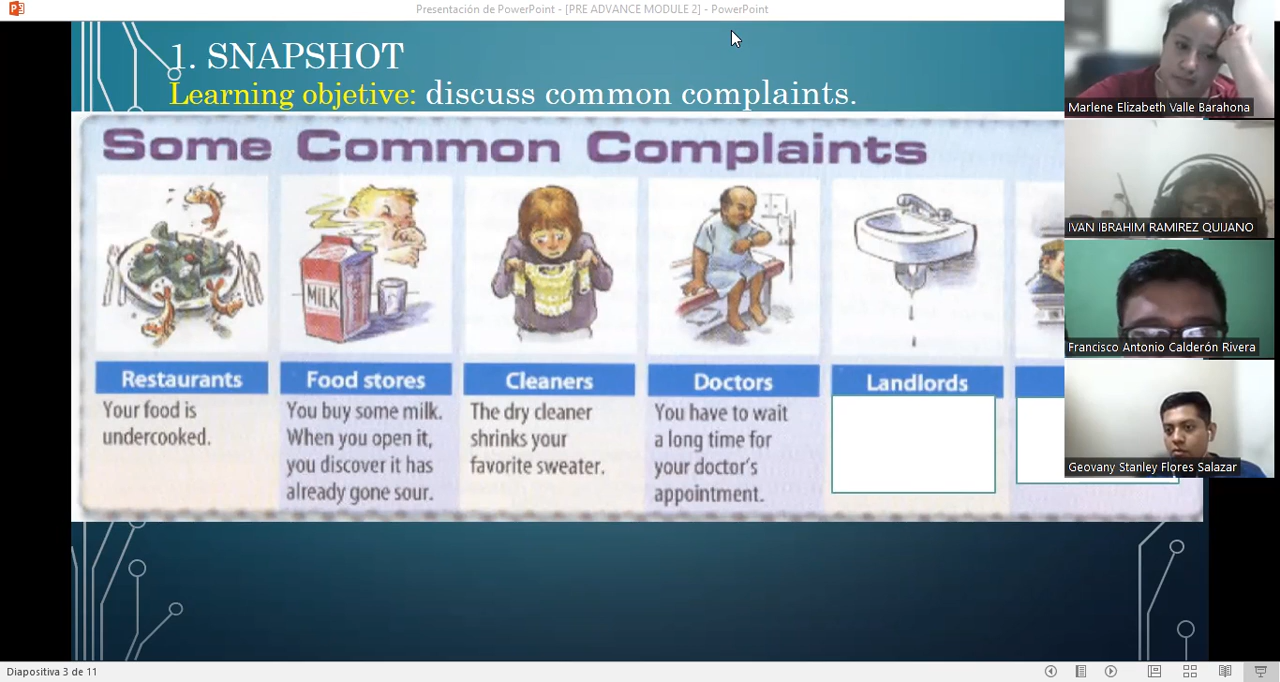 Presentación de PowerPoint - [PRE ADVANCE MODULE 2] - PowerPoint
1. SNAPSHOT
Learning objetive: discuss common complaints.
Some Common Complaints
MILK
Restaurants
Your food is
undercooked.
Food stores
You buy some milk.
When you open it,
you discover it has
already gone sour.
Cleaners
The dry cleaner
shrinks your
favorite sweater.
Doctors
You have to wait
a long time for
your doctor's
appointment.
Landlords
Marlene Elizabeth Valle Barahona
IVAN IBRAHIM RAMIREZ QUIJANO
Francisco Antonio Calderón Rivera
Geovany Stanley Flores Salazar
Diapositiva 3 de 11